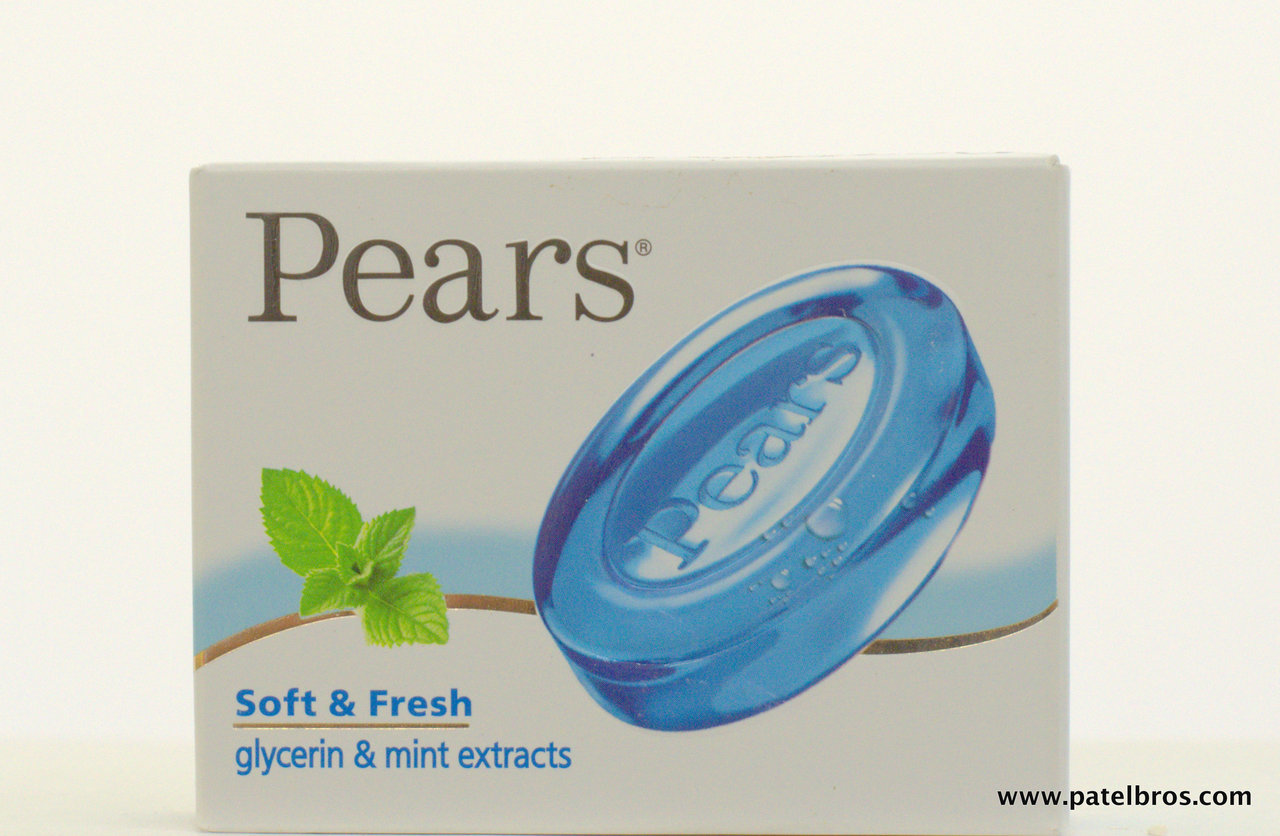 Pears®
Pears
Soft & Fresh
glycerin & mint extracts
www.patelbros.com